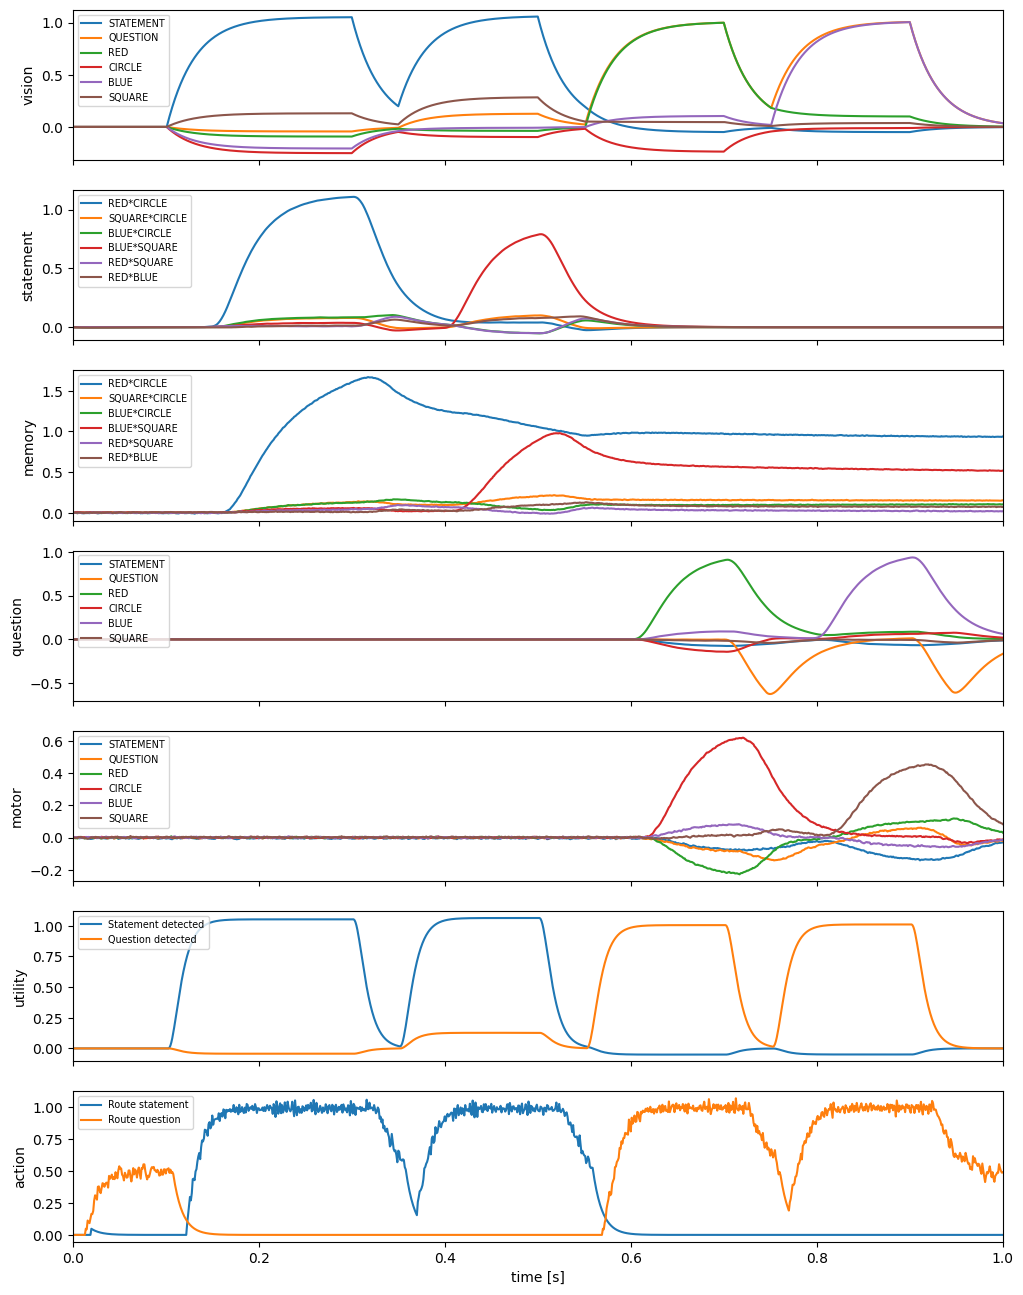 1.0
0.5
0.0
vision
STATEMENT
QUESTION
RED
CIRCLE
BLUE
SQUARE
1.0
0.5
0.0
statement
RED*CIRCLE
SQUARE*CIRCLE
BLUE*CIRCLE
BLUE*SQUARE
RED*SQUARE
RED*BLUE
1.5
1.0
0.5
0.0
memory
RED*CIRCLE
SQUARE*CIRCLE
BLUE*CIRCLE
BLUE*SQUARE
RED*SQUARE
RED*BLUE
1.0
0.5
0.0
−0.5
question
STATEMENT
QUESTION
RED
CIRCLE
BLUE
SQUARE
0.6
0.4
0.2
0.0
−0.2
motor
STATEMENT
QUESTION
RED
CIRCLE
BLUE
SQUARE
1.00
0.75
0.50
0.25
0.00
utility
Statement detected
Question detected
1.00
0.75
0.50
0.25
0.00
action
Route statement
Route question
0.0 0.2 0.4 0.6 0.8 1.0
time [s]